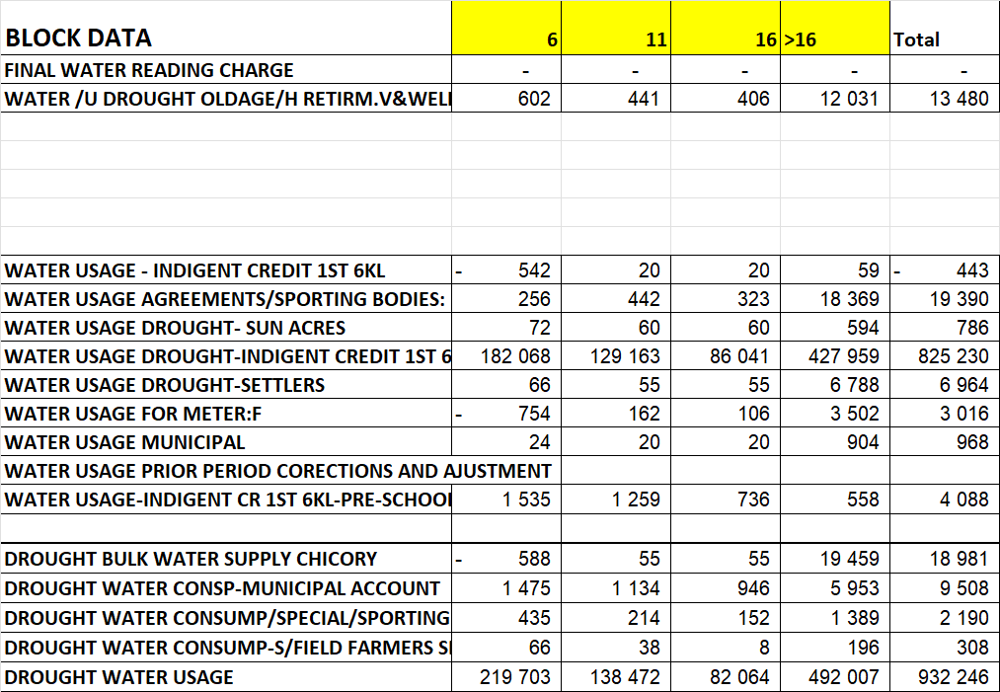 BLOCK DATA 6 11 16 >16 Total
FINAL WATER READING CHARGE - - - - -
WATER /U DROUGHT OLDAGE/H RETIRM.V&WEL 602 441 406 12 031 13 480
WATER USAGE - INDIGENT CREDIT 1ST 6KL - 542 20 20 59 - 443
WATER USAGE AGREEMENTS/SPORTING BODIES: 256 442 323 18 369 19 390
WATER USAGE DROUGHT- SUN ACRES 72 60 60 594 786
WATER USAGE DROUGHT-INDIGENT CREDIT 1ST 6 182 068 129 163 86 041 427 959 825 230
WATER USAGE DROUGHT-SETTLERS 66 55 55 6 788 6 964
WATER USAGE FOR METER:F - 754 162 106 3 502 3 016
WATER USAGE MUNICIPAL 24 20 20 904 968
WATER USAGE PRIOR PERIOD CORECTIONS AND AJUSTMENT
WATER USAGE-INDIGENT CR 1ST 6KL-PRE-SCHOOL 1 535 1 259 736 558 4 088
DROUGHT BULK WATER SUPPLY CHICORY - 588 55 55 19 459 18 981
DROUGHT WATER CONSP-MUNICIPAL ACCOUNT 1 475 1 134 946 5 953 9 508
DROUGHT WATER CONSUMP/SPECIAL/SPORTING 435 214 152 1 389 2 190
DROUGHT WATER CONSUMP-S/FIELD FARMERS S 66 38 8 196 308
DROUGHT WATER USAGE 219 703 138 472 82 064 492 007 932 246